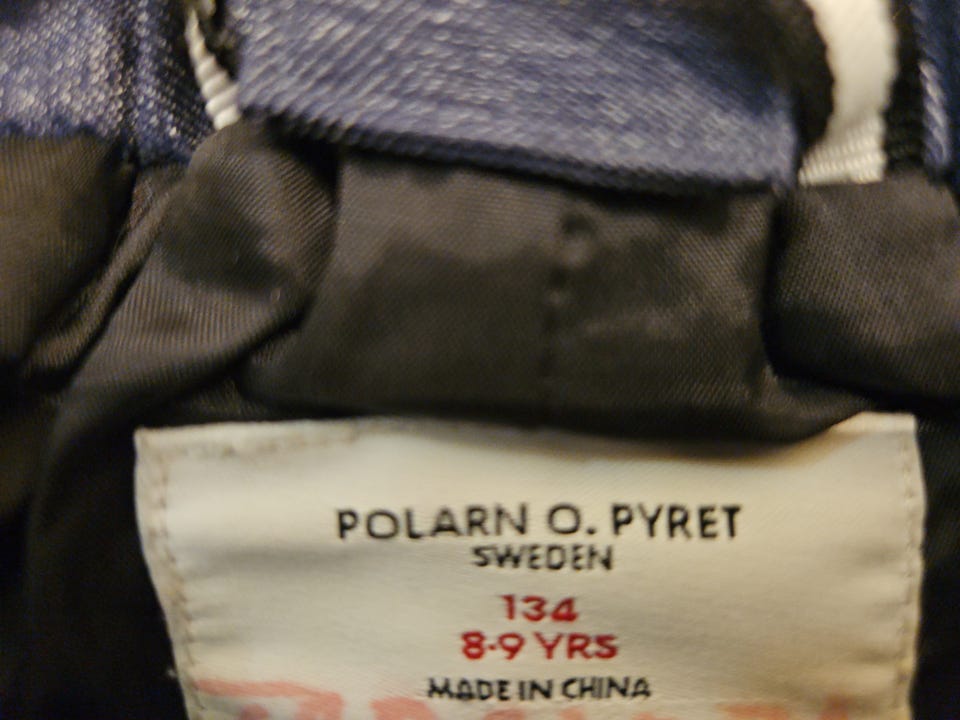 POLARN O. PYRET
SWEDEN
134
8-9 YRS
MADE IN CHINA